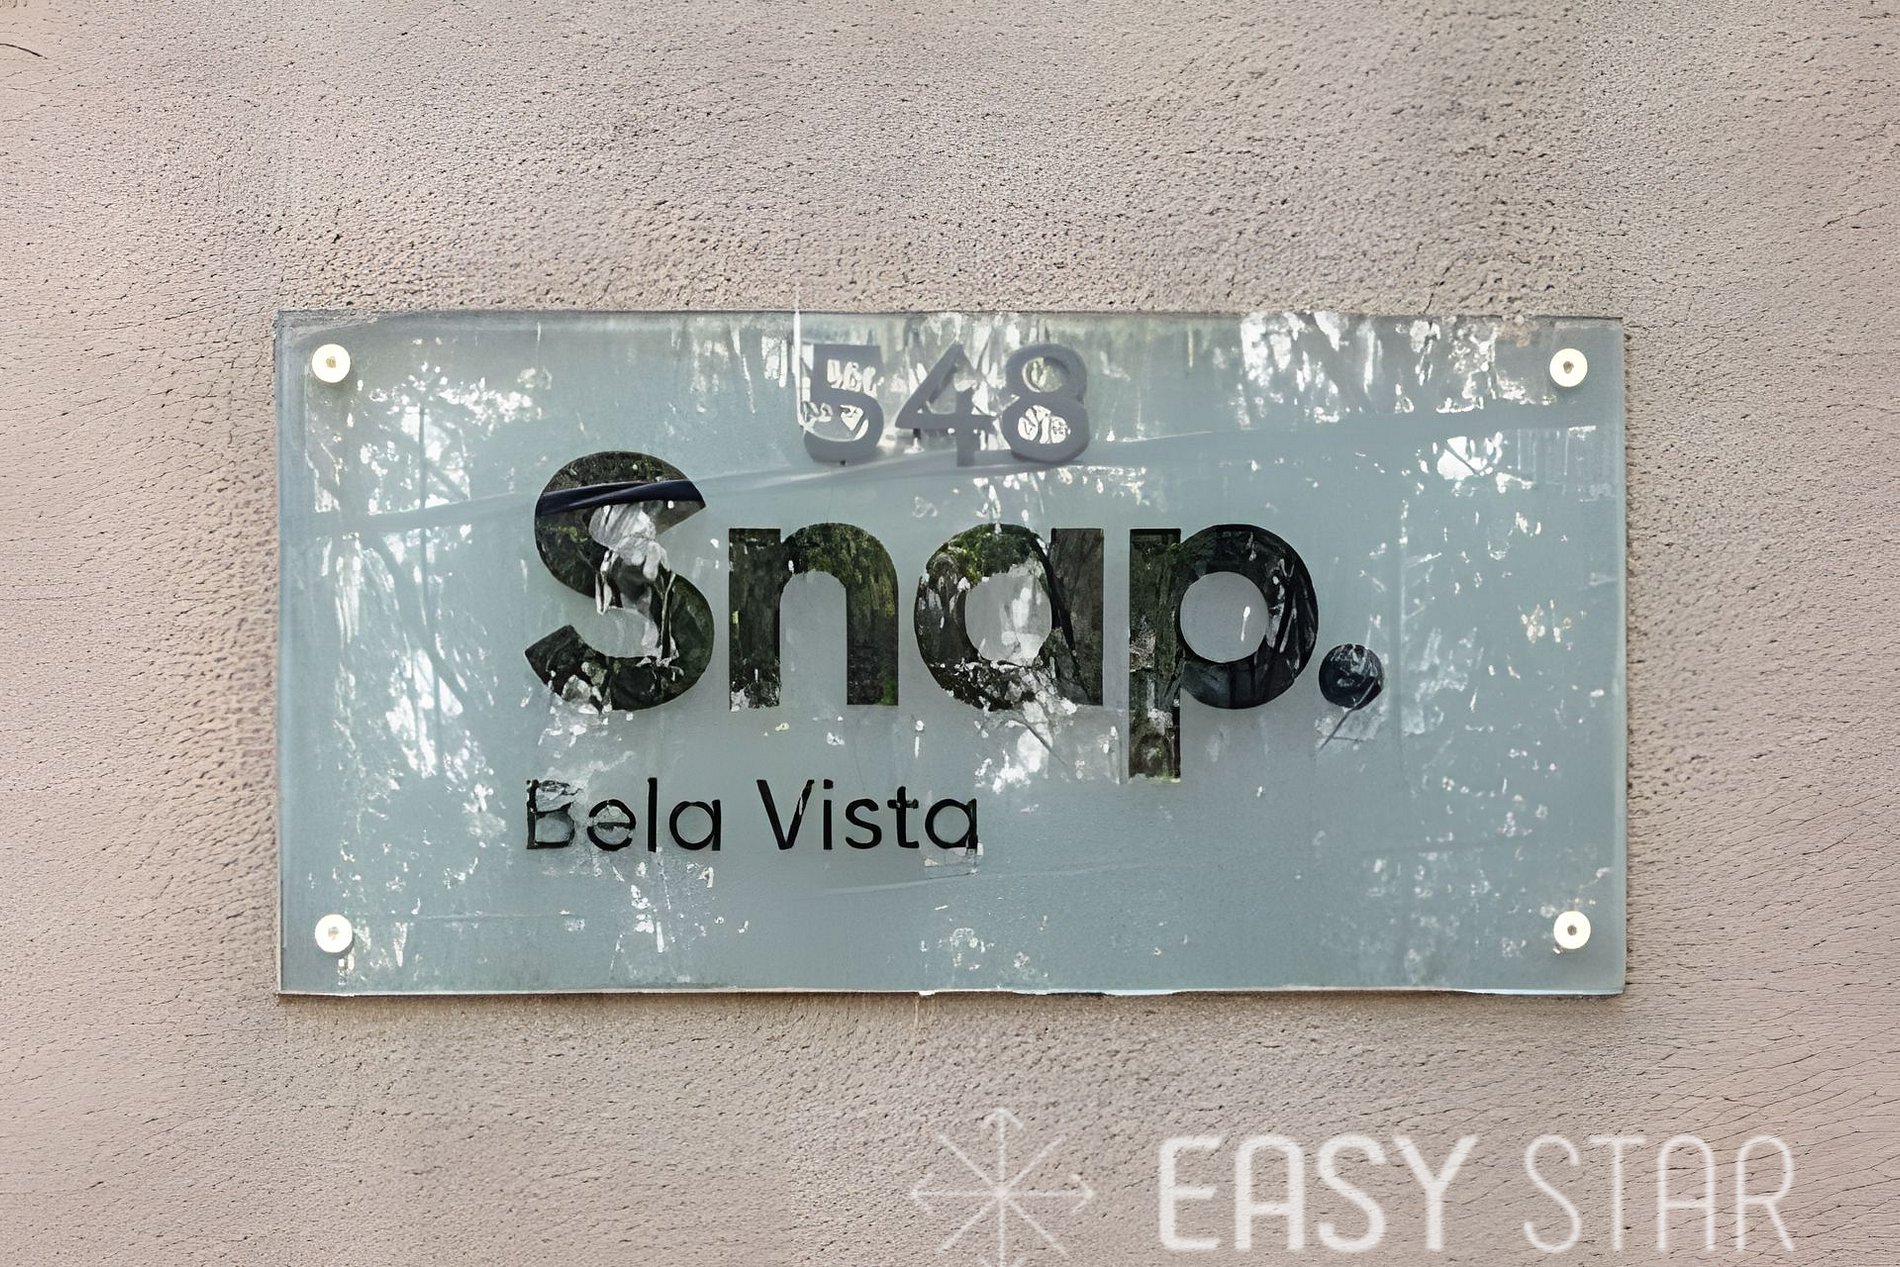 548
Snap.
Bela Vista
EASY STAR